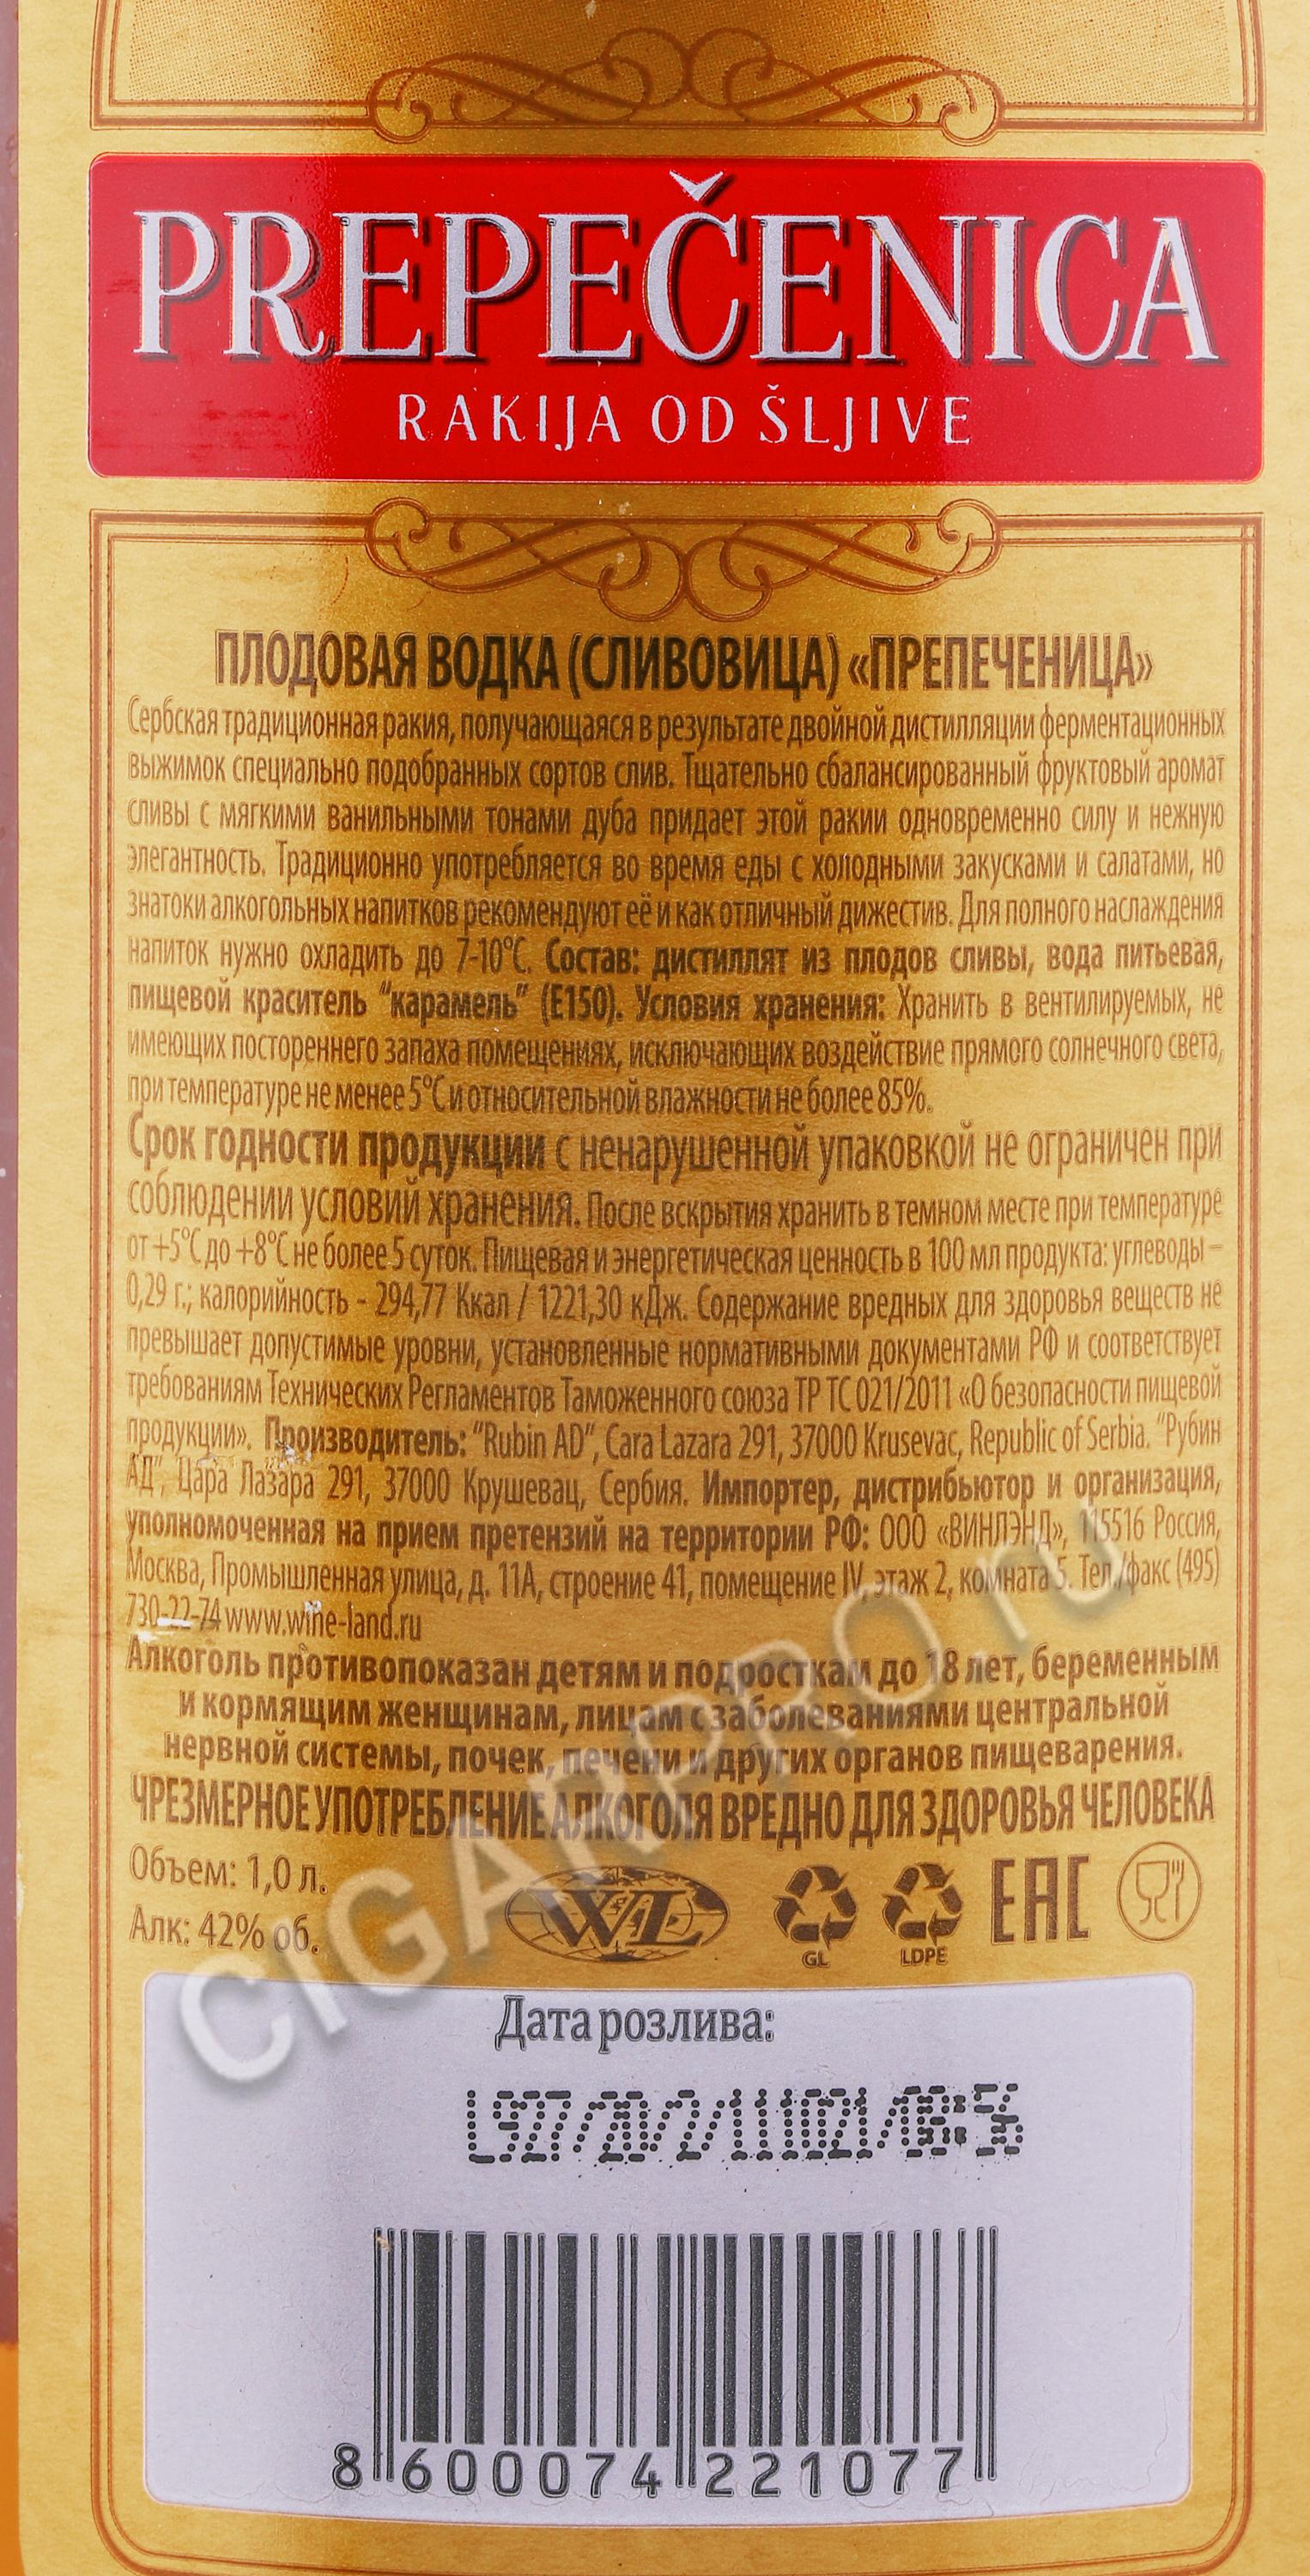 PREPEČENICA
RAKIJA OD ŠLJIVE
ПЛОДОВАЯ ВОДКА (СЛИВОВИЦА) «ПРЕПЕЧЕНИЦА»
Сербская традиционная ракия, получающаяся в результате двойной дистилляции ферментационных
выжимок специально подобранных сортов слив. Тщательно сбалансированный фруктовый аромат
сливы с мягкими ванильными тонами дуба придает этой ракии одновременно силу и нежную
элегантность. Традиционно употребляется во время еды с холодными закусками и салатами, но
знатоки алкогольных напитков рекомендуют её и как отличный дижестив. Для полного наслаждения
напиток нужно охладить до 7-10°С. Состав: дистиллят из плодов сливы, вода питьевая,
пищевой краситель “карамель” (Е150). Условия хранения: Хранить в вентилируемых, не
имеющих постореннего запаха помещениях, исключающих воздействие прямого солнечного света,
при температуре не менее 5°С и относительной влажности не более 85%.
Срок годности продукции с ненарушенной упаковкой не ограничен при
соблюдении условий хранения. После вскрытия хранить в темном месте при температуре
от +5°С до +8°С не более 5 суток. Пищевая и энергетическая ценность в 100 мл продукта: углеводы –
0,29 г.; калорийность - 294,77 Ккал / 1221,30 кДж. Содержание вредных для здоровья веществ не
превышает допустимые уровни, установленные нормативными документами РФ и соответствует
требованиям Технических Регламентов Таможенного союза ТР ТС 021/2011 «О безопасности пищевой
продукции». Производитель: “Rubin AD”, Cara Lazara 291, 37000 Krusevac, Republic of Serbia. “Рубин
АД”, Цара Лазара 291, 37000 Крушевац, Сербия. Импортер, дистрибьютор и организация,
уполномоченная на прием претензий на территории РФ: ООО «ВИНЛЭНД», 115516 Россия,
Москва, Промышленная улица, д. 11А, строение 41, помещение IV, этаж 2, комната 5. Тел./факс (495)
730-22-74 www.wine-land.ru
Алкоголь противопоказан детям и подросткам до 18 лет, беременным
и кормящим женщинам, лицам с заболеваниями центральной
нервной системы, почек, печени и других органов пищеварения.
ЧРЕЗМЕРНОЕ УПОТРЕБЛЕНИЕ АЛКОГОЛЯ ВРЕДНО ДЛЯ ЗДОРОВЬЯ ЧЕЛОВЕКА
Объем: 1,0 л.
Алк: 42% об.
WL
GL
LDPE
ЕАС
CIGARPRO.ru
Дата розлива:
8 600074 221077